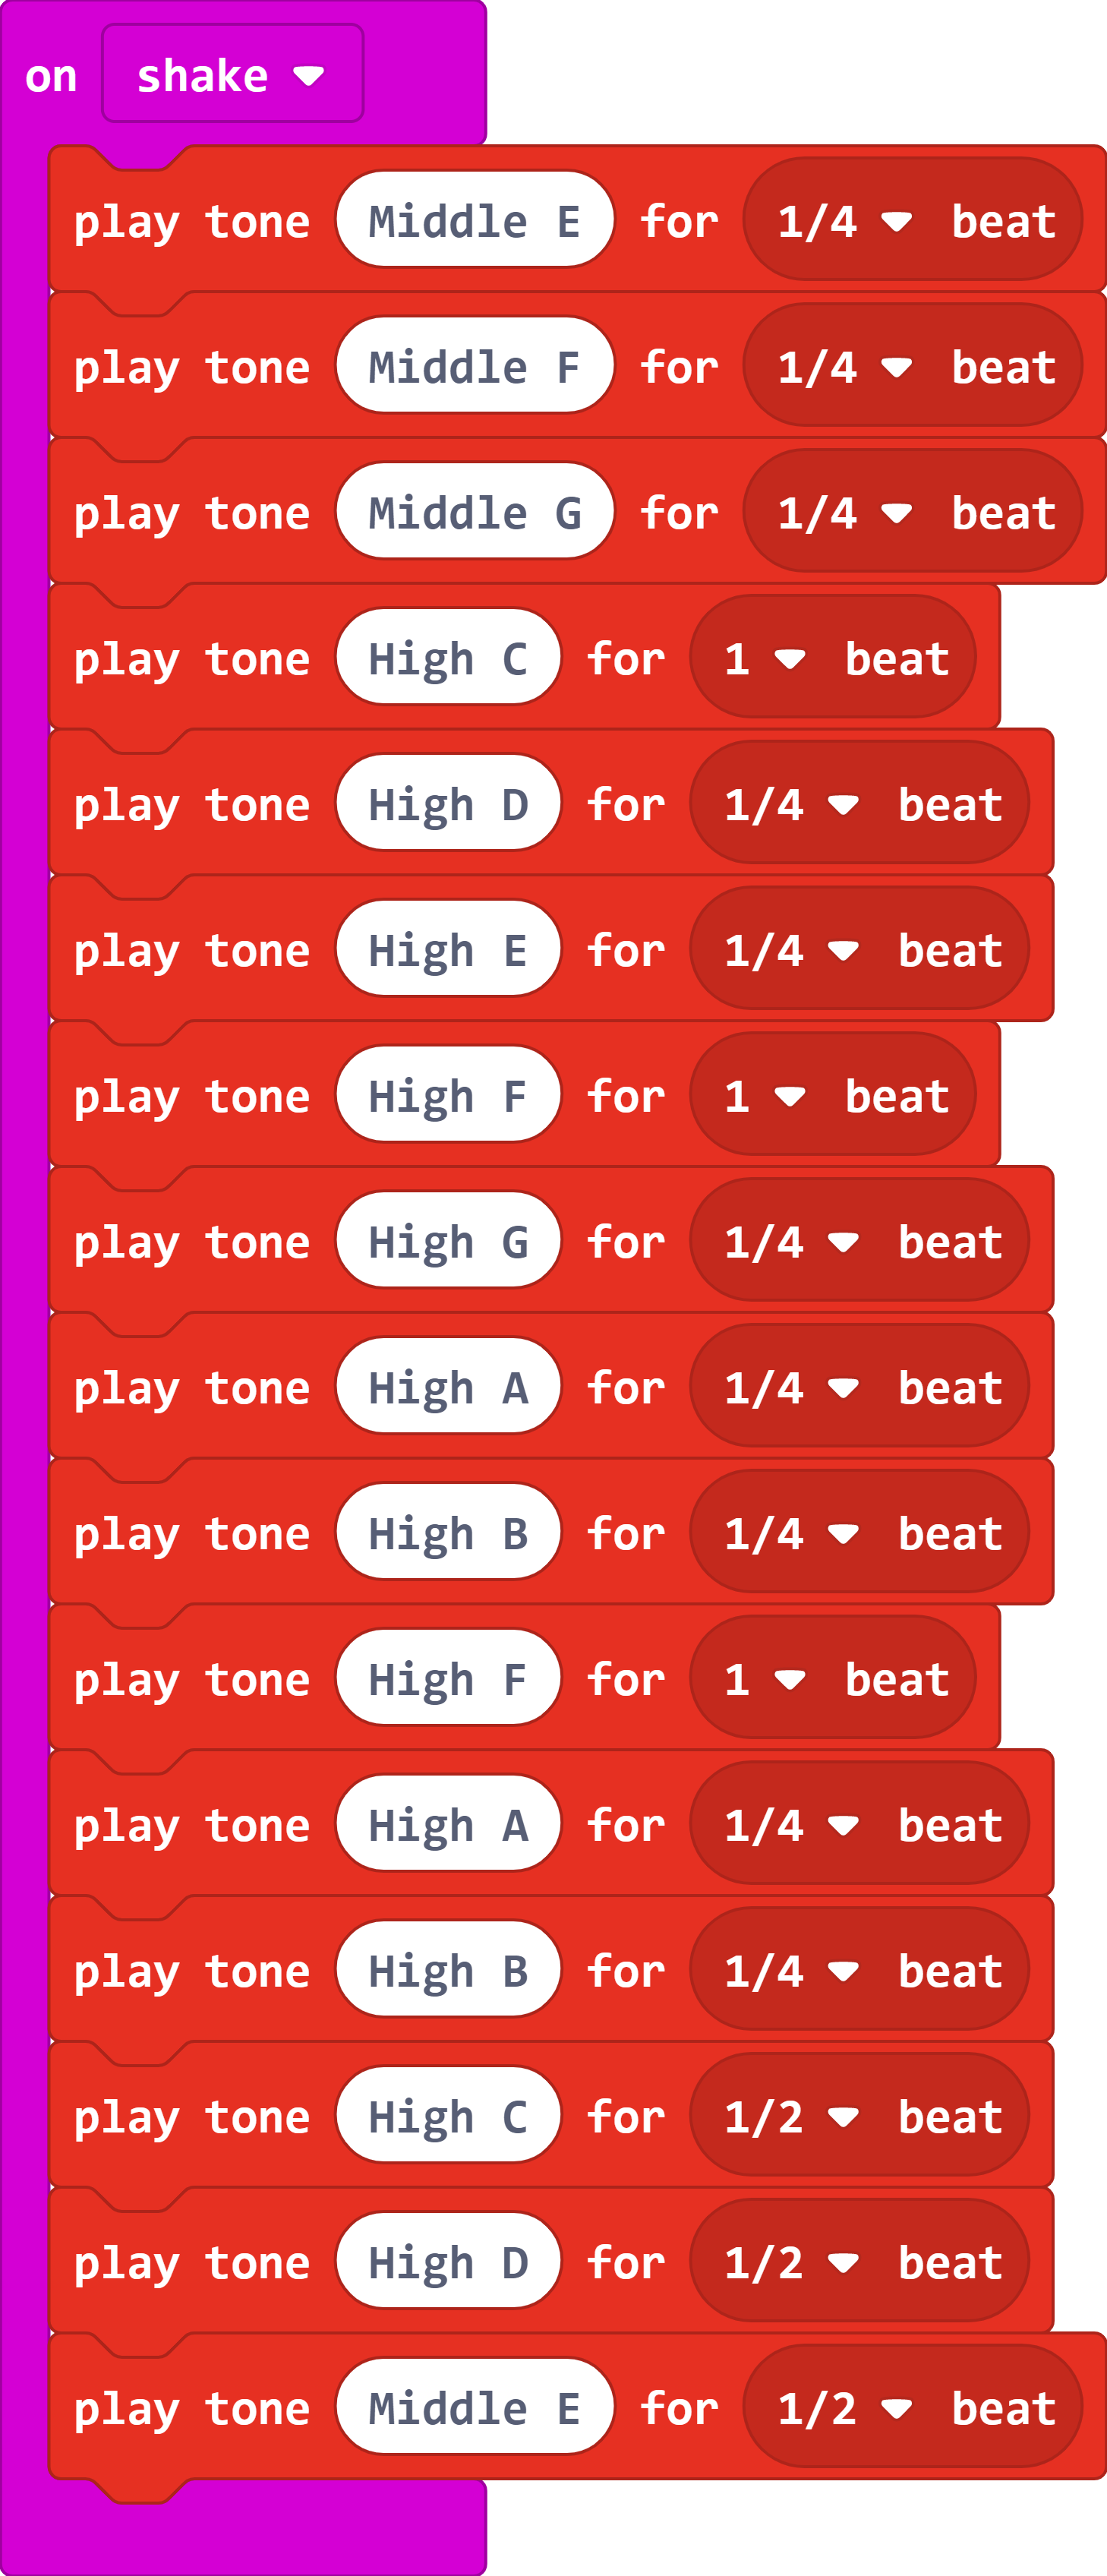 on shake
play tone Middle E for 1/4 beat
play tone Middle F for 1/4 beat
play tone Middle G for 1/4 beat
play tone High C for 1 beat
play tone High D for 1/4 beat
play tone High E for 1/4 beat
play tone High F for 1 beat
play tone High G for 1/4 beat
play tone High A for 1/4 beat
play tone High B for 1/4 beat
play tone High F for 1 beat
play tone High A for 1/4 beat
play tone High B for 1/4 beat
play tone High C for 1/2 beat
play tone High D for 1/2 beat
play tone Middle E for 1/2 beat